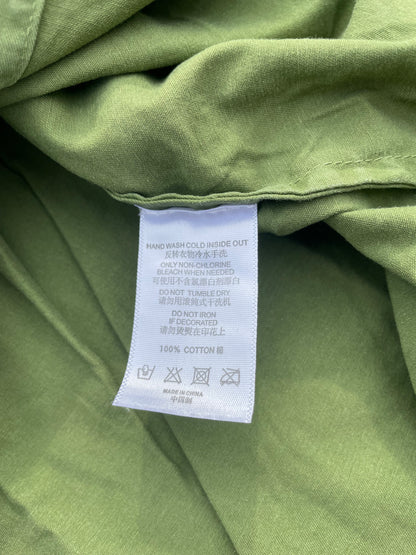 HAND WASH COLD INSIDE OUT
反转衣物冷水手洗
ONLY NON-CHLORINE
BLEACH WHEN NEEDED
可使用不含氯漂白剂漂白
DO NOT TUMBLE DRY
请勿用滚筒式干洗机
DO NOT IRON
IF DECORATED
请勿烫熨在印花上
100% COTTON 棉
MADE IN CHINA
中国制